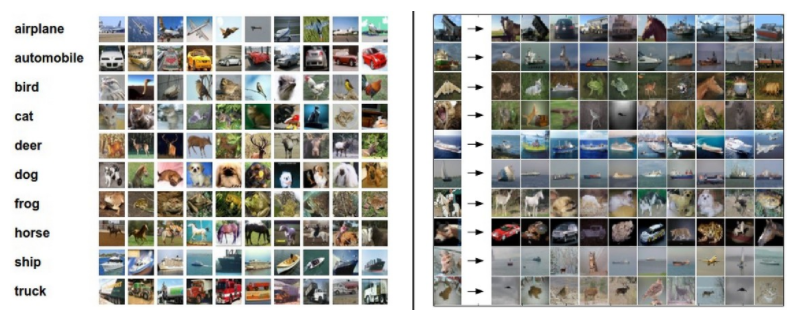 airplane
automobile
bird
cat
deer
dog
frog
horse
ship
truck